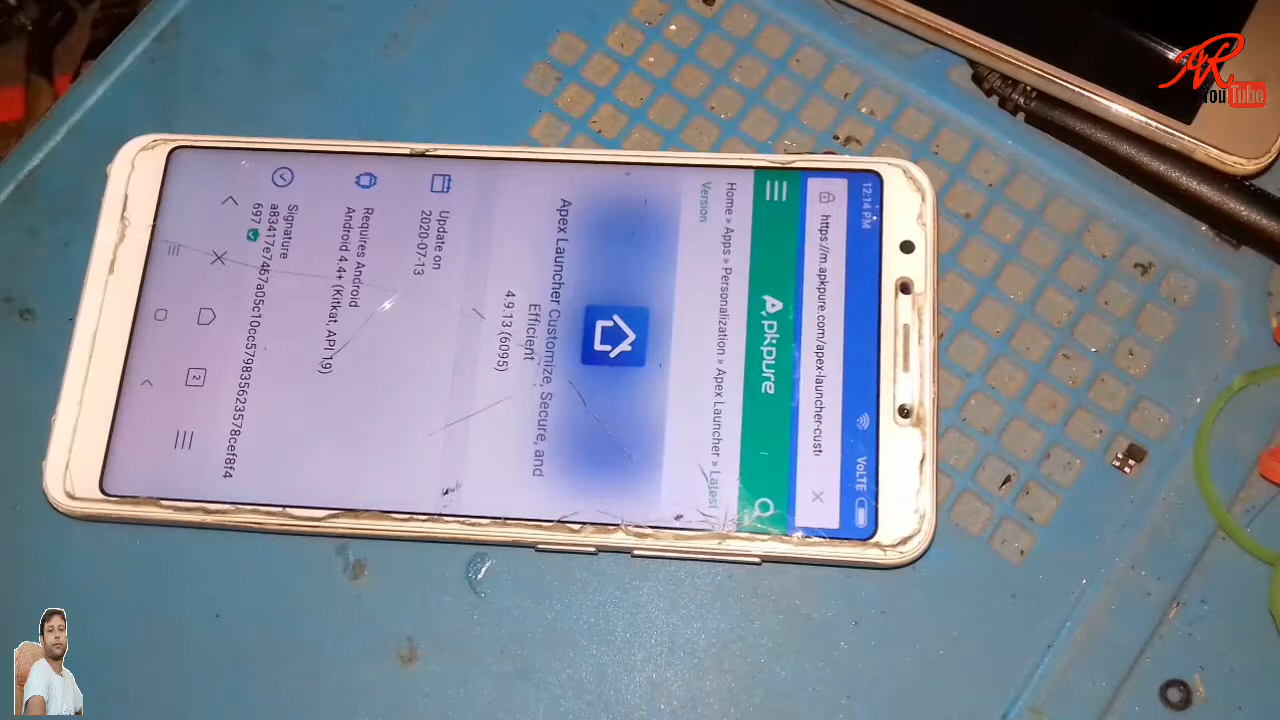 12:14 PM
VoLTE
https://m.apkpure.com/apex-launcher-cust
Apkpure
Home » Apps » Personalization » Apex Launcher » Latest
Version
Apex Launcher Customize, Secure, and
Efficient
4.9.13 (6095)
Update on
2020-07-13
Requires Android
Android 4.4+ (Kitkat, API 19)
Signature
a83417e7457a05c10cc579835623578cef8f4
697
2
AR
YouTube